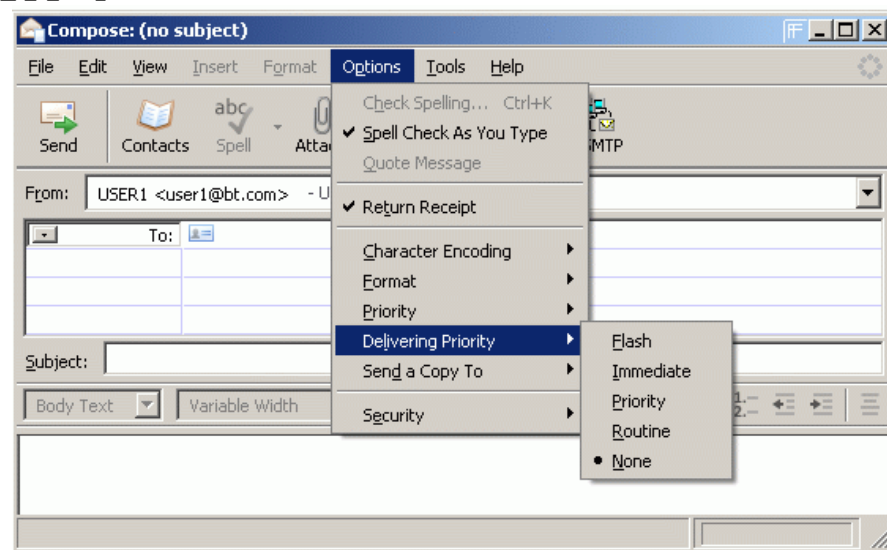 Compose: (no subject)
File Edit View Insert Format Options Tools Help
Send Contacts Spell Attac SMTP
Check Spelling... Ctrl+K
Spell Check As You Type
Quote Message
Return Receipt
Character Encoding
Format
Priority
Delivering Priority
Send a Copy To
Security
Flash
Immediate
Priority
Routine
None
From: USER1 <user1@bt.com> - U
To:
Subject:
Body Text Variable Width